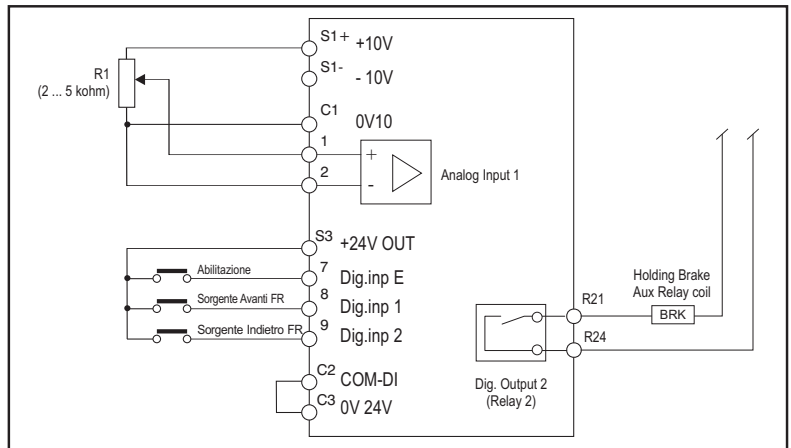 R1
(2 ... 5 kohm)
S1+ +10V
S1- - 10V
C1 0V10
1 +
2 -
Analog Input 1
S3 +24V OUT
Abilitazione 7 Dig.inp E
Sorgente Avanti FR 8 Dig.inp 1
Sorgente Indietro FR 9 Dig.inp 2
C2 COM-DI
C3 0V 24V
R21
R24
Dig. Output 2
(Relay 2)
Holding Brake
Aux Relay coil
BRK